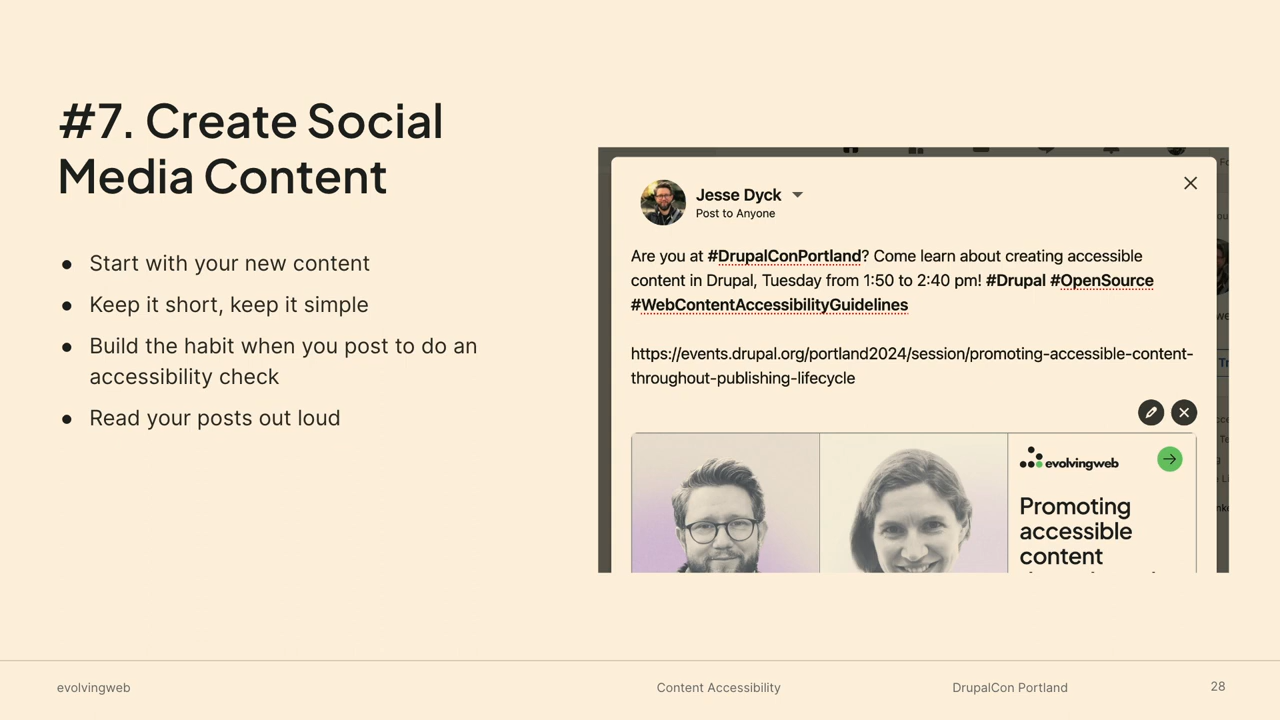 #7. Create Social
Media Content
● Start with your new content
● Keep it short, keep it simple
● Build the habit when you post to do an
accessibility check
● Read your posts out loud
Jesse Dyck
Post to Anyone
Are you at #DrupalConPortland? Come learn about creating accessible
content in Drupal, Tuesday from 1:50 to 2:40 pm! #Drupal #OpenSource
#WebContentAccessibilityGuidelines
https://events.drupal.org/portland2024/session/promoting-accessible-content-
throughout-publishing-lifecycle
evolvingweb
Promoting
accessible
content
evolvingweb
Content Accessibility
DrupalCon Portland
28